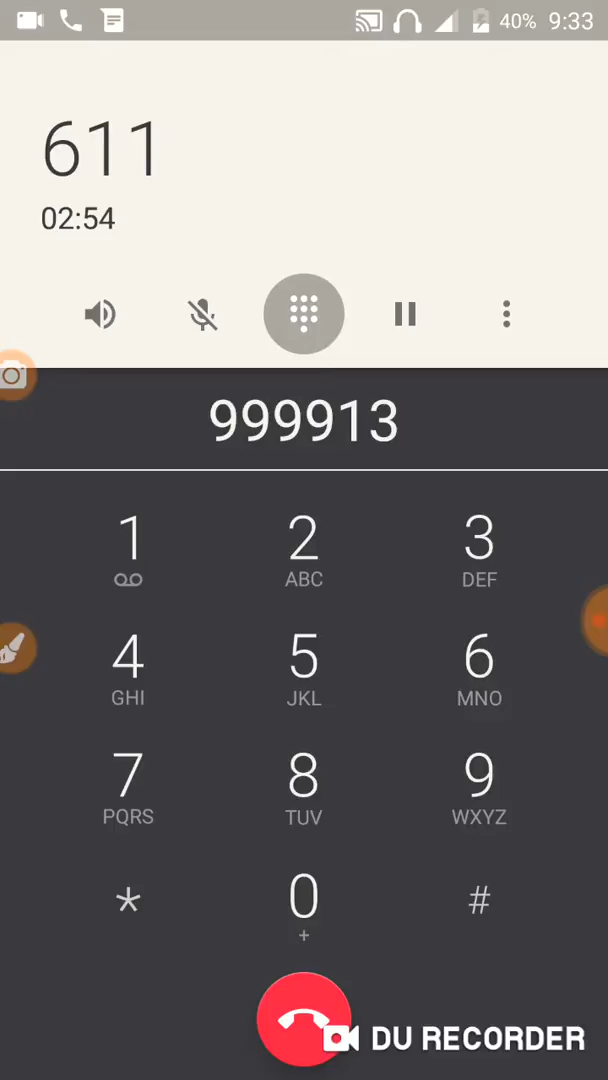 40% 9:33
611
02:54
999913
1 2 3
ABC DEF
4 5 6
GHI JKL MNO
7 8 9
PQRS TUV WXYZ
* 0 #
+
DU RECORDER